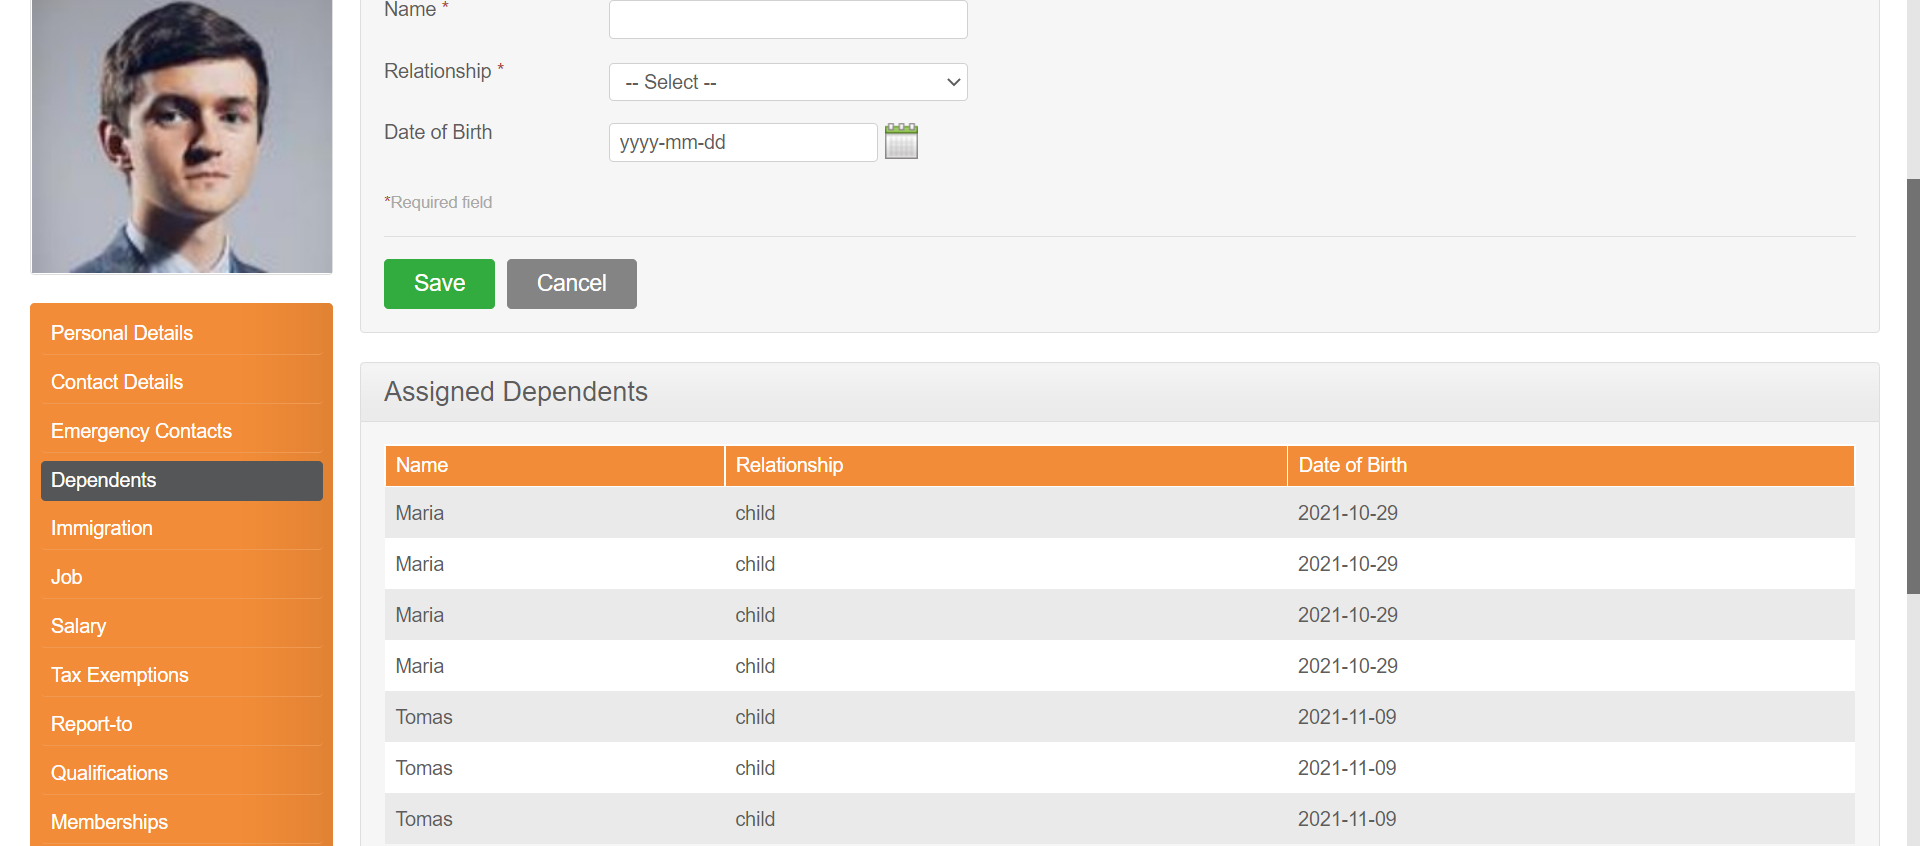 Name *
Relationship *
-- Select --
Date of Birth
yyyy-mm-dd
*Required field
Save
Cancel
Personal Details
Contact Details
Emergency Contacts
Dependents
Immigration
Job
Salary
Tax Exemptions
Report-to
Qualifications
Memberships
Assigned Dependents
Name Relationship Date of Birth
Maria child 2021-10-29
Maria child 2021-10-29
Maria child 2021-10-29
Maria child 2021-10-29
Tomas child 2021-11-09
Tomas child 2021-11-09
Tomas child 2021-11-09